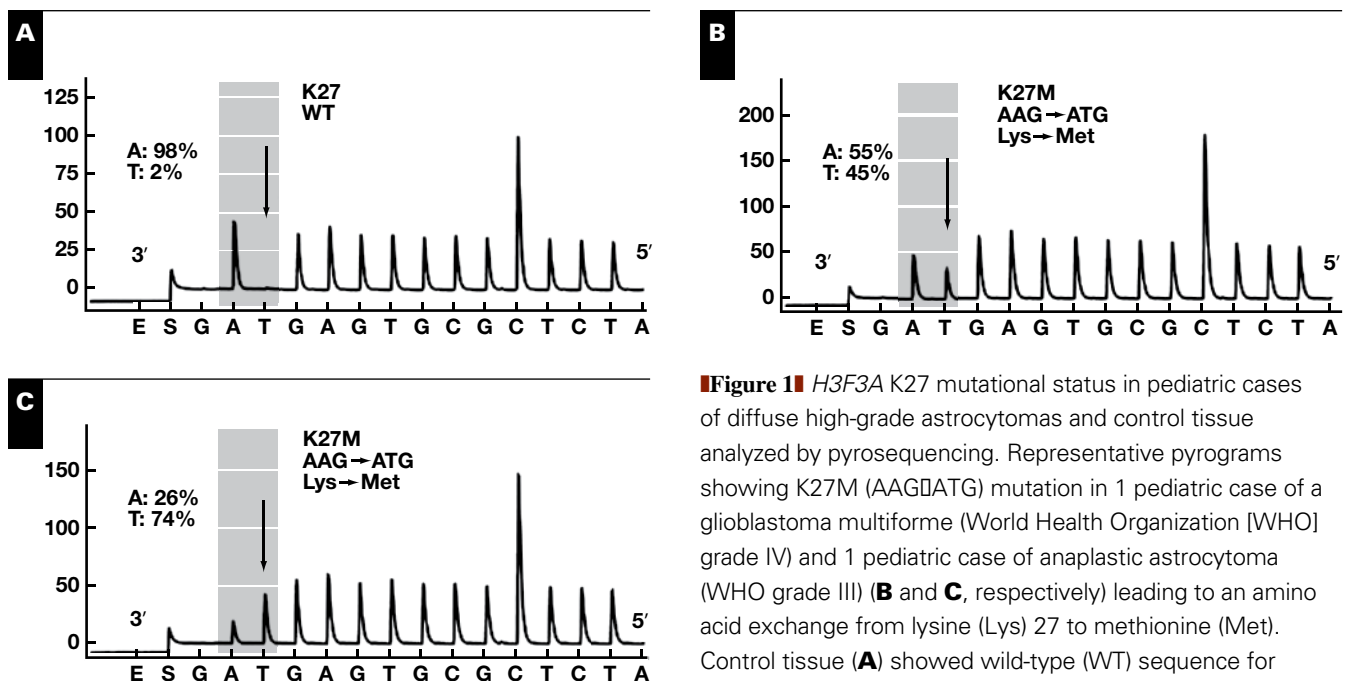 A
K27
WT
A: 98%
T: 2%
125
100
75
50
25
0
3′
5′
E S G A T G A G T G C G C T C T A
B
K27M
AAG→ATG
Lys→Met
A: 55%
T: 45%
200
150
100
50
0
3′
5′
E S G A T G A G T G C G C T C T A
C
K27M
AAG→ATG
Lys→Met
A: 26%
T: 74%
150
100
50
0
3′
5′
E S G A T G A G T G C G C T C T A
Figure 1 H3F3A K27 mutational status in pediatric cases
of diffuse high-grade astrocytomas and control tissue
analyzed by pyrosequencing. Representative pyrograms
showing K27M (AAG▯ATG) mutation in 1 pediatric case of a
glioblastoma multiforme (World Health Organization [WHO]
grade IV) and 1 pediatric case of anaplastic astrocytoma
(WHO grade III) (B and C, respectively) leading to an amino
acid exchange from lysine (Lys) 27 to methionine (Met).
Control tissue (A) showed wild-type (WT) sequence for